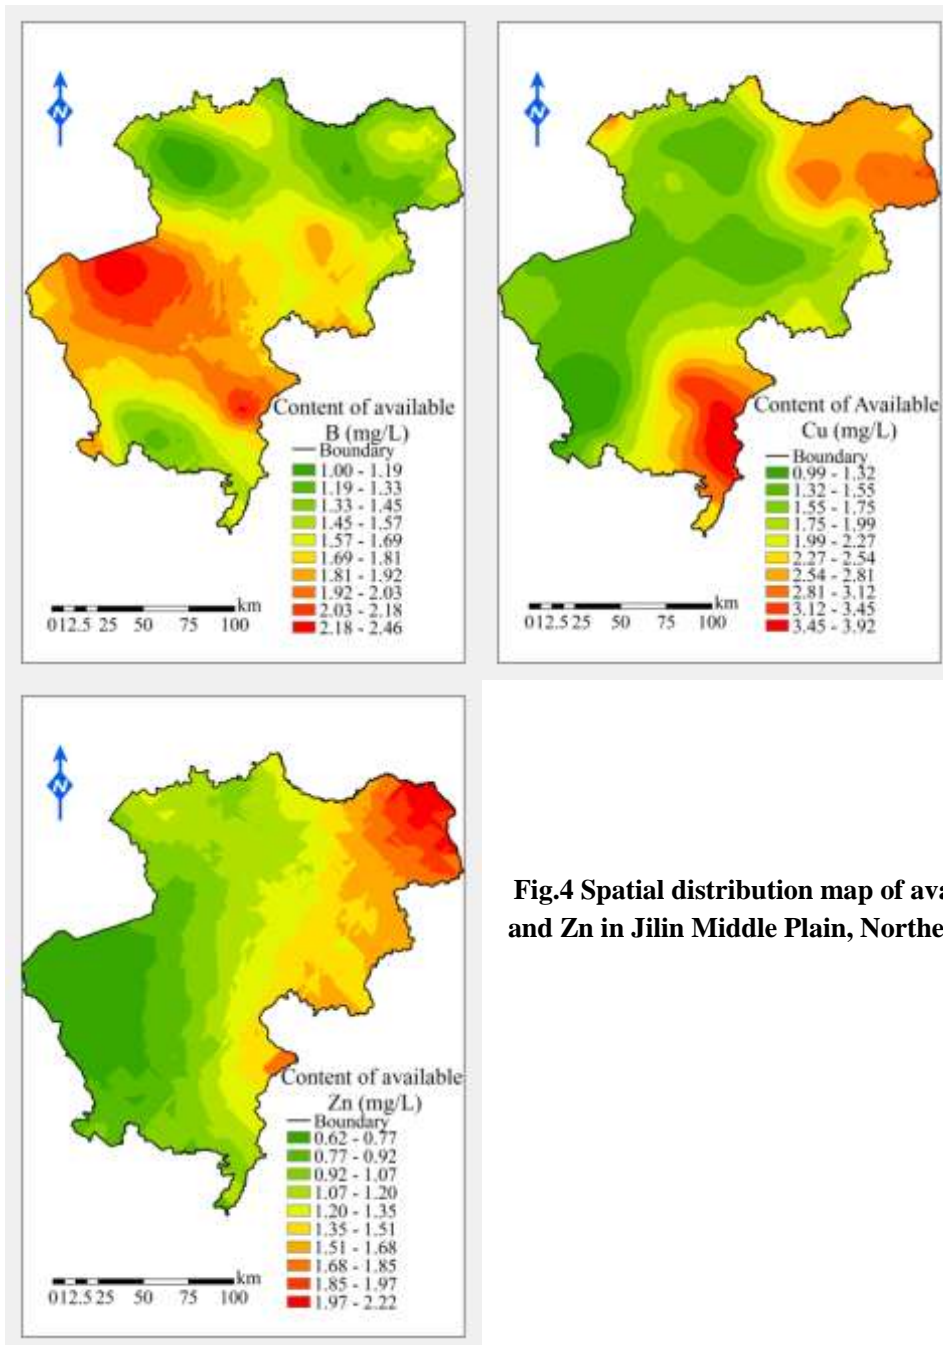 N
Content of available
B (mg/L)
Boundary
1.00 - 1.19
1.19 - 1.33
1.33 - 1.45
1.45 - 1.57
1.57 - 1.69
1.69 - 1.81
1.81 - 1.92
1.92 - 2.03
2.03 - 2.18
2.18 - 2.46
km
012.5 25 50 75 100
N
Content of Available
Cu (mg/L)
Boundary
0.99 - 1.32
1.32 - 1.55
1.55 - 1.75
1.75 - 1.99
1.99 - 2.27
2.27 - 2.54
2.54 - 2.81
2.81 - 3.12
3.12 - 3.45
3.45 - 3.92
km
012.5 25 50 75 100
N
Content of available
Zn (mg/L)
Boundary
0.62 - 0.77
0.77 - 0.92
0.92 - 1.07
1.07 - 1.20
1.20 - 1.35
1.35 - 1.51
1.51 - 1.68
1.68 - 1.85
1.85 - 1.97
1.97 - 2.22
km
012.5 25 50 75 100
Fig.4 Spatial distribution map of ava
and Zn in Jilin Middle Plain, Northe